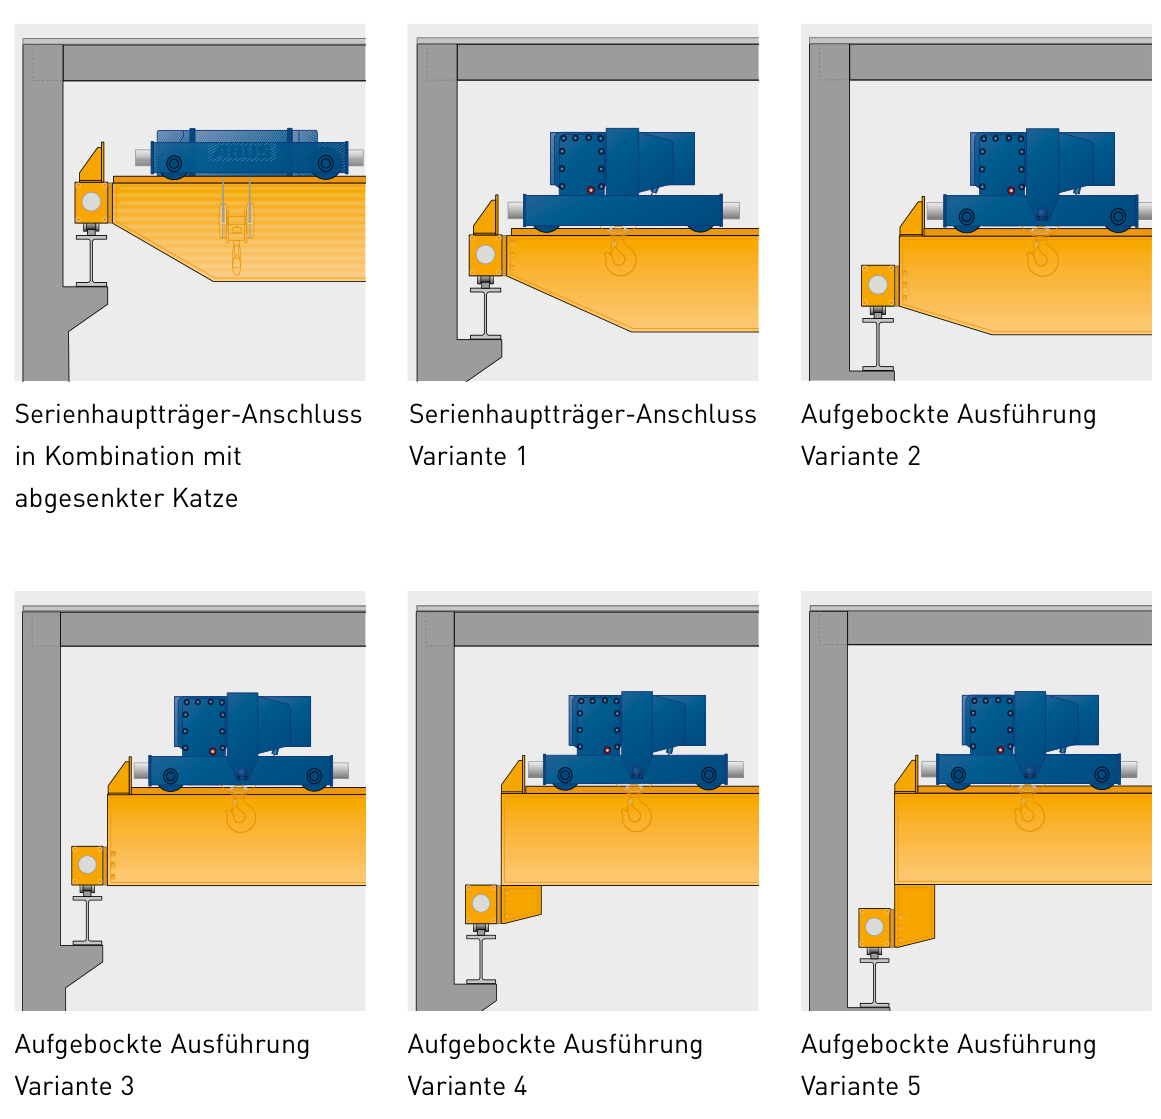 ABUS
Serienhauptträger-Anschluss
in Kombination mit
abgesenkter Katze
Serienhauptträger-Anschluss
Variante 1
Aufgebockte Ausführung
Variante 2
Aufgebockte Ausführung
Variante 3
Aufgebockte Ausführung
Variante 4
Aufgebockte Ausführung
Variante 5